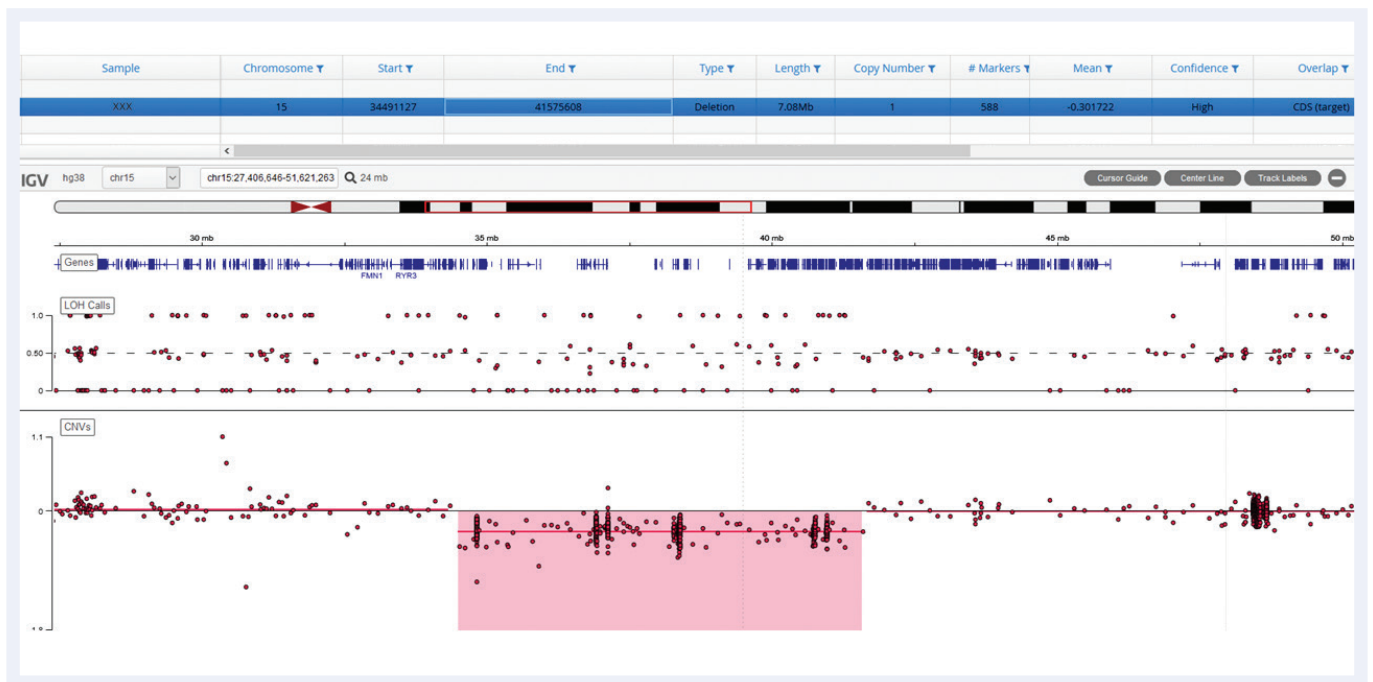 Sample Chromosome Start End Type Length Copy Number # Markers Mean Confidence Overlap
XXX 15 34491127 41575608 Deletion 7.08Mb 1 588 -0.301722 High CDS (target)
<
IGV hg38 chr15 chr15:27,406,646-51,621,263 24 mb Cursor Guide Center Line Track Labels
30 mb 35 mb 40 mb 45 mb 50 mb
Genes
FMN1 RYR3
LOH Calls
1.0
0.50
0
CNVs
1.1
0